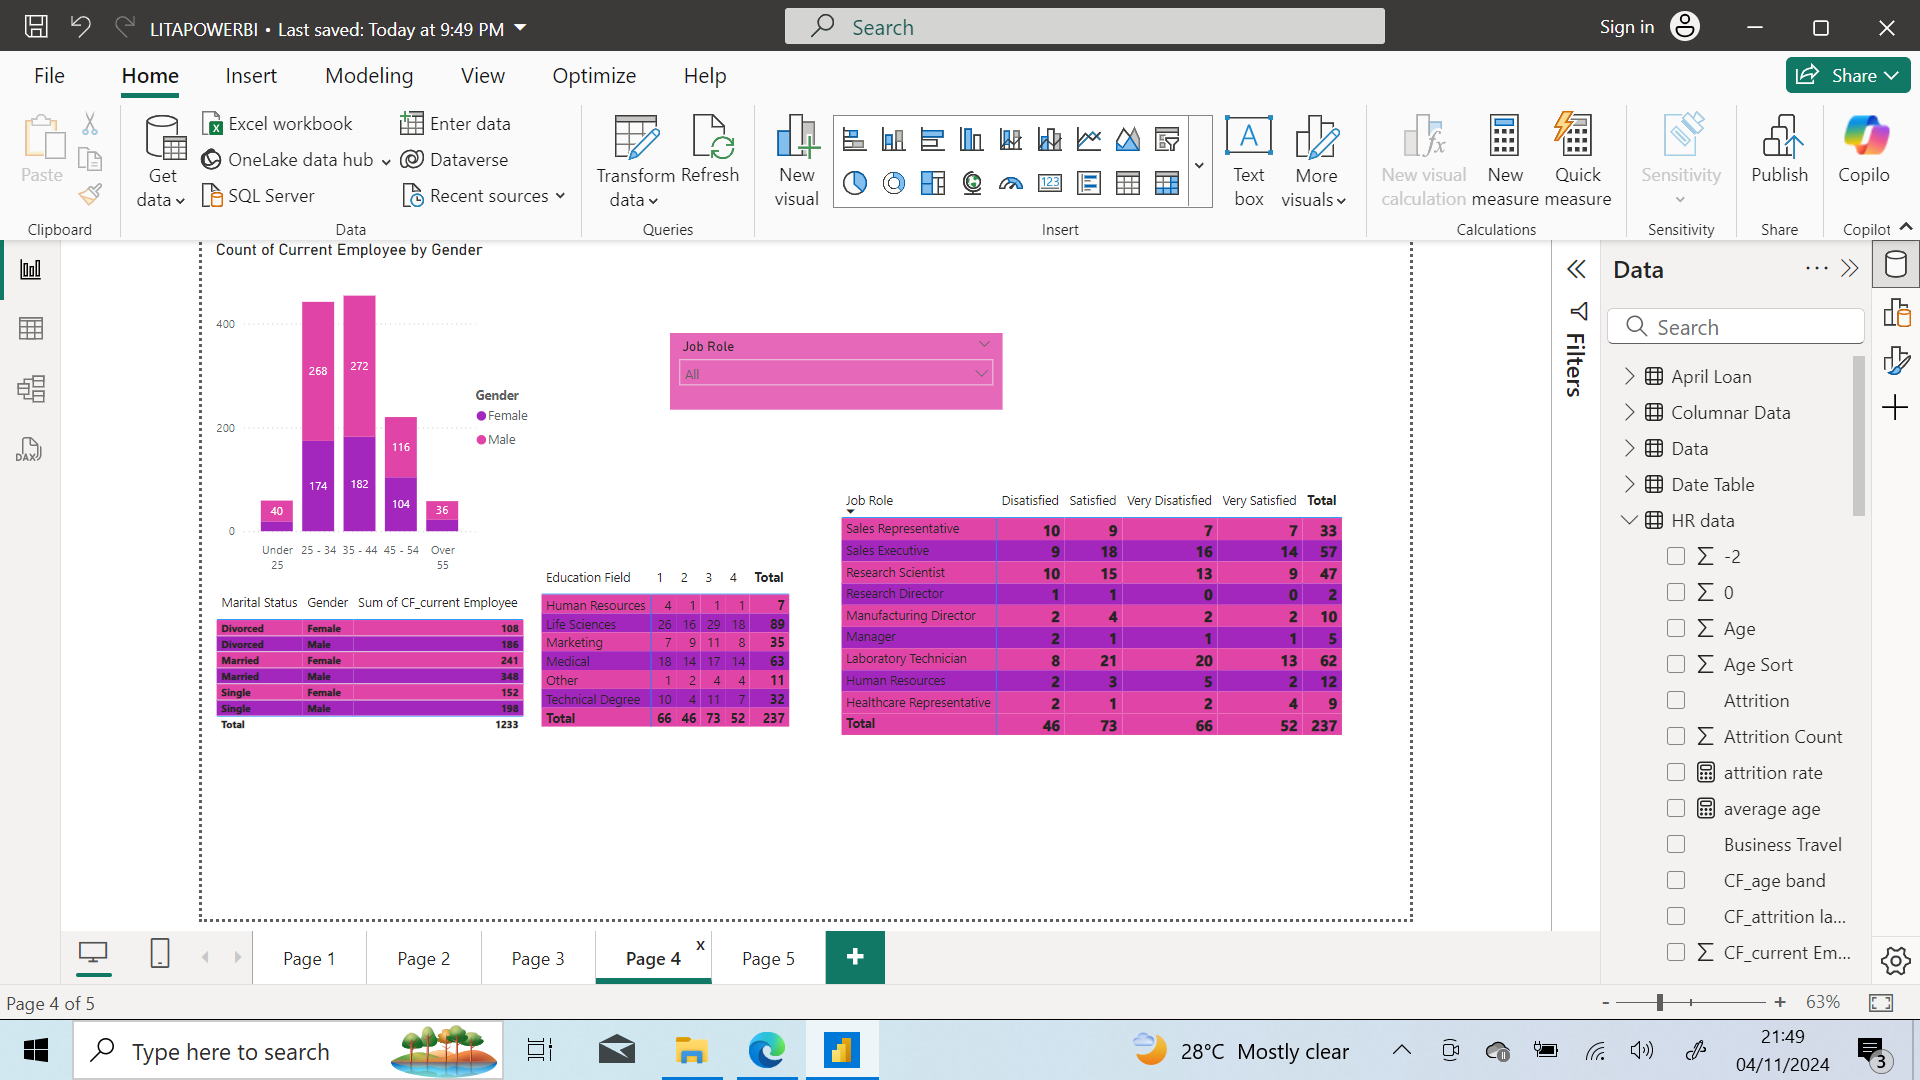 LITAPOWERBI • Last saved: Today at 9:49 PM
Search
Sign in
File Home Insert Modeling View Optimize Help
Share
Paste
Clipboard
Get data
Excel workbook
OneLake data hub
SQL Server
Enter data
Dataverse
Recent sources
Data
Transform data
Refresh
Queries
New visual
Text box
More visuals
Insert
New visual calculation
New measure
Quick measure
Calculations
Sensitivity
Sensitivity
Publish
Share
Copilo
Copilot
Count of Current Employee by Gender
400
200
0
268
272
174
182
116
104
40
36
Under 25
25 - 34
35 - 44
45 - 54
Over 55
Gender
Female
Male
Job Role
All
Marital Status Gender Sum of CF_current Employee
Divorced Female 108
Divorced Male 186
Married Female 241
Married Male 348
Single Female 152
Single Male 198
Total 1233
Education Field 1 2 3 4 Total
Human Resources 4 1 1 1 7
Life Sciences 26 16 29 18 89
Marketing 7 9 11 8 35
Medical 18 14 17 14 63
Other 1 2 4 4 11
Technical Degree 10 4 11 7 32
Total 66 46 73 52 237
Job Role Disatisfied Satisfied Very Disatisfied Very Satisfied Total
Sales Representative 10 9 7 7 33
Sales Executive 9 18 16 14 57
Research Scientist 10 15 13 9 47
Research Director 1 1 0 0 2
Manufacturing Director 2 4 2 2 10
Manager 2 1 1 1 5
Laboratory Technician 8 21 20 13 62
Human Resources 2 3 5 2 12
Healthcare Representative 2 1 2 4 9
Total 46 73 66 52 237
Filters
Data
Search
April Loan
Columnar Data
Data
Date Table
HR data
-2
0
Age
Age Sort
Attrition
Attrition Count
attrition rate
average age
Business Travel
CF_age band
CF_attrition la...
CF_current Em...
DAX
Page 1
Page 2
Page 3
Page 4
x
Page 5
+
Page 4 of 5
- + 63%
Type here to search
28°C Mostly clear
21:49
04/11/2024
3